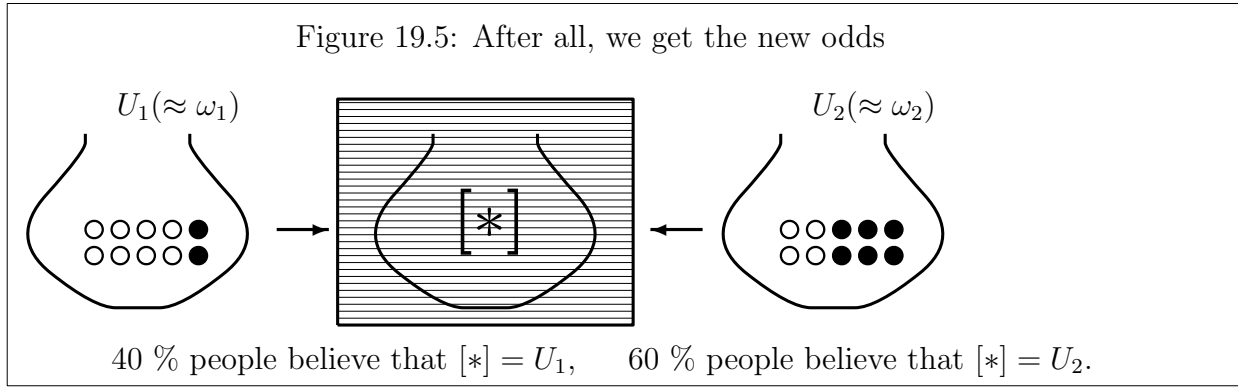 Figure 19.5: After all, we get the new odds
U₁(≈ ω₁)
U₂(≈ ω₂)
[*]
40 % people believe that [*] = U₁, 60 % people believe that [*] = U₂.